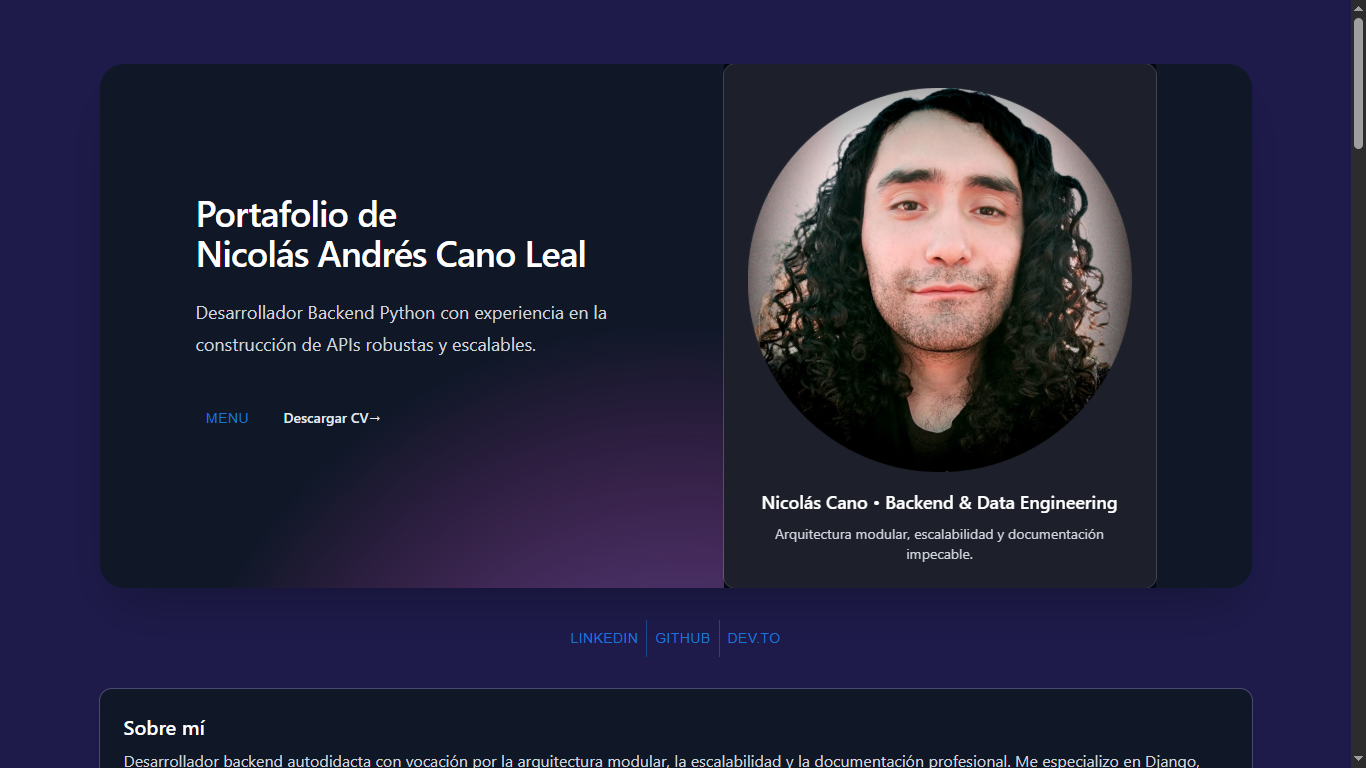 Portafolio de
Nicolás Andrés Cano Leal
Desarrollador Backend Python con experiencia en la
construcción de APIs robustas y escalables.
MENU
Descargar CV→
Nicolás Cano • Backend & Data Engineering
Arquitectura modular, escalabilidad y documentación
impecable.
LINKEDIN
GITHUB
DEV.TO
Sobre mí
Desarrollador backend autodidacta con vocación por la arquitectura modular, la escalabilidad y la documentación profesional. Me especializo en Django,